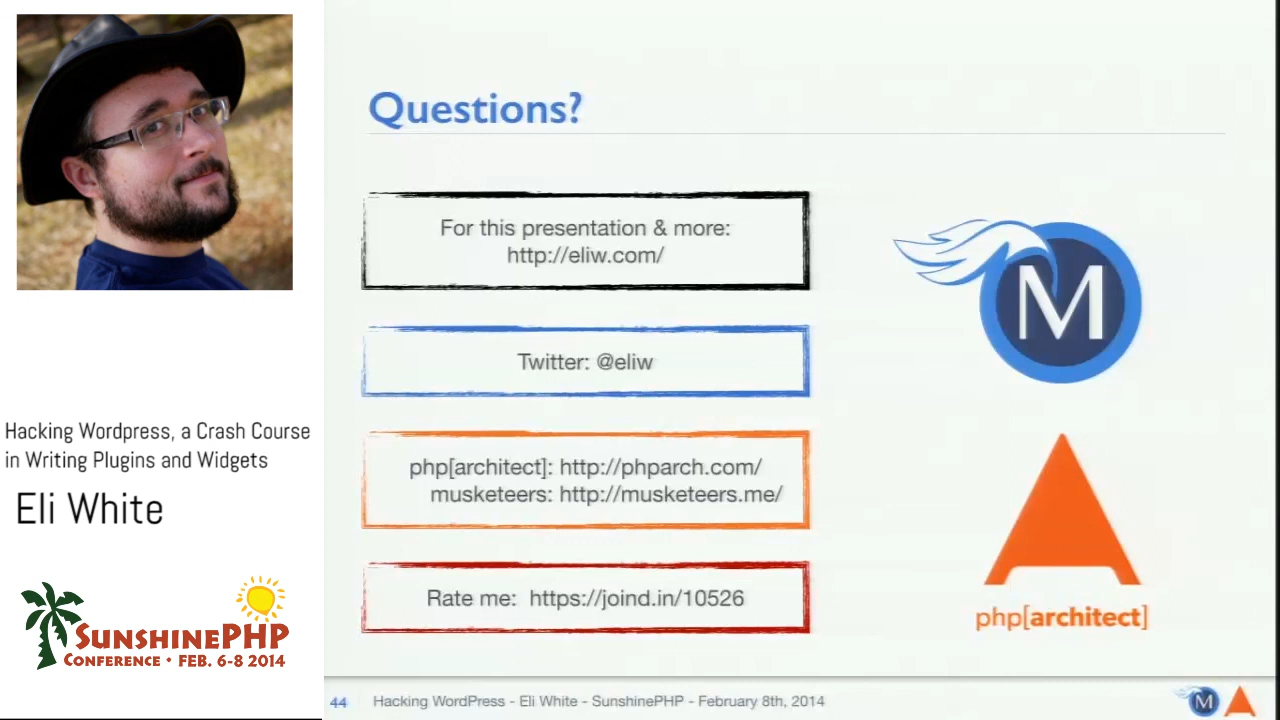 Hacking Wordpress, a Crash Course
in Writing Plugins and Widgets
Eli White
SUNSHINEPHP
CONFERENCE • FEB. 6-8 2014
Questions?
For this presentation & more:
http://eliw.com/
Twitter: @eliw
php[architect]: http://phparch.com/
musketeers: http://musketeers.me/
Rate me: https://joind.in/10526
M
php[architect]
44 Hacking WordPress - Eli White - SunshinePHP - February 8th, 2014
M